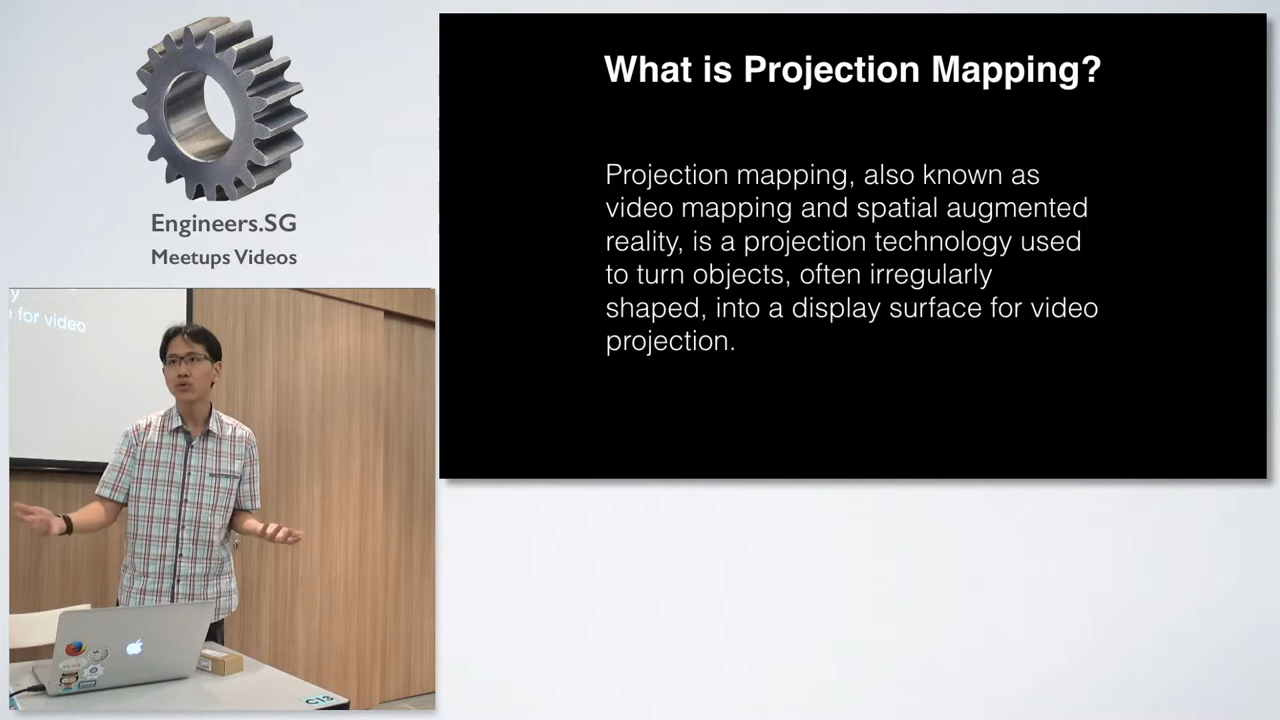 Engineers.SG
Meetups Videos
What is Projection Mapping?
Projection mapping, also known as
video mapping and spatial augmented
reality, is a projection technology used
to turn objects, often irregularly
shaped, into a display surface for video
projection.
y
for video
C13